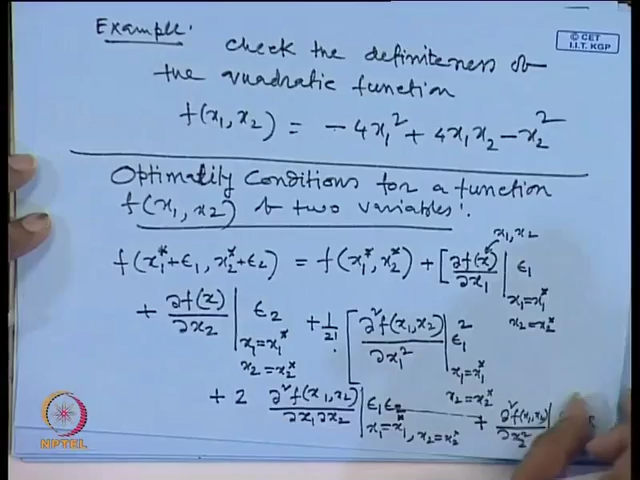 Example:
© CET
I.I.T. KGP
check the definiteness of
the quadratic function
f(x₁, x₂) = - 4x₁² + 4x₁x₂ - x₂²
Optimality Conditions for a function
f(x₁, x₂) of two variables:
x₁, x₂
f(x₁* + ε₁, x₂* + ε₂) = f(x₁*, x₂*) + [ ∂f(x)/∂x₁ | ε₁
x₁ = x₁*
x₂ = x₂*
+ ∂f(x)/∂x₂ | ε₂ + 1/2! [ ∂²f(x₁, x₂)/∂x₁² | ε₁²
x₁ = x₁*
x₂ = x₂*
x₁ = x₁*
x₂ = x₂*
+ 2 ∂²f(x₁, x₂)/∂x₁∂x₂ | ε₁ε₂ + ∂²f(x₁, x₂)/∂x₂² |
x₁ = x₁*, x₂ = x₂*
NPTEL